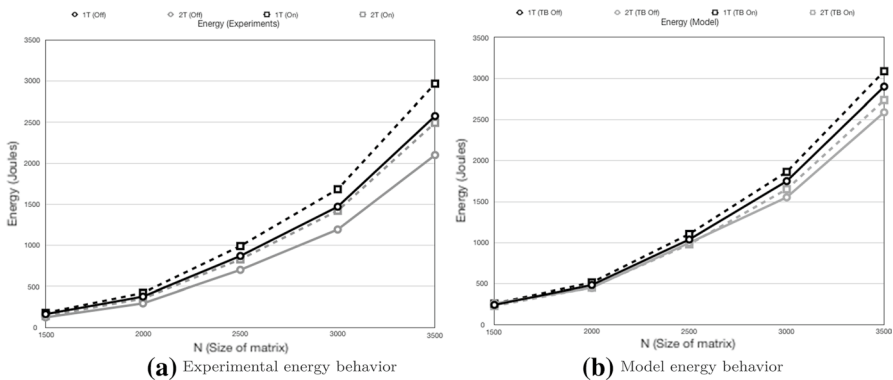 1T (Off) 2T (Off) 1T (On) 2T (On)
Energy (Experiments)
3500
3000
2500
2000
1500
1000
500
0
Energy (Joules)
1500 2000 2500 3000 3500
N (Size of matrix)
(a) Experimental energy behavior
1T (TB Off) 2T (TB Off) 1T (TB On) 2T (TB On)
Energy (Model)
3500
3000
2500
2000
1500
1000
500
0
Energy (Joules)
1500 2000 2500 3000 3500
N (Size of matrix)
(b) Model energy behavior